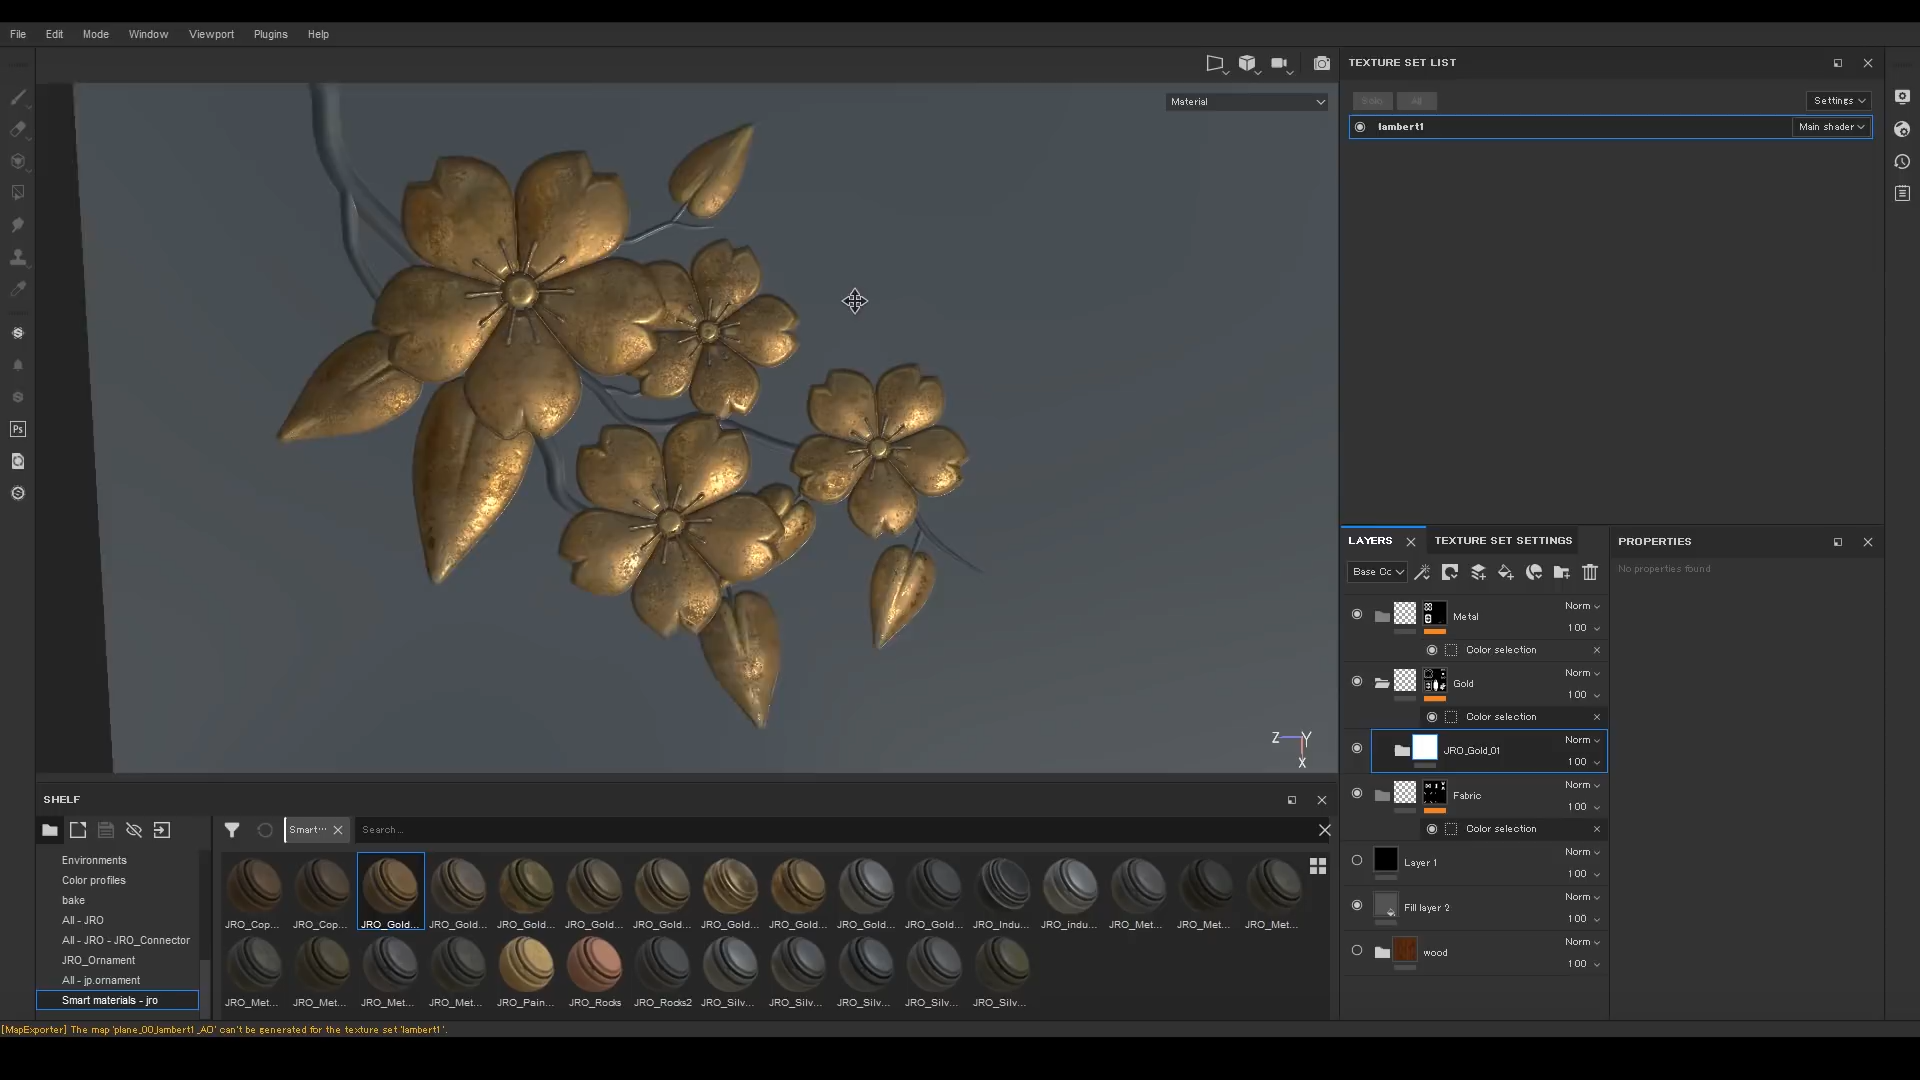 File Edit Mode Window Viewport Plugins Help
Material
TEXTURE SET LIST
Solo All Settings
lambert1 Main shader
LAYERS TEXTURE SET SETTINGS
Base Cc
Metal Norm 100
Color selection
Gold Norm 100
Color selection
JRO_Gold_01 Norm 100
Fabric Norm 100
Color selection
Layer 1 Norm 100
Fill layer 2 Norm 100
wood Norm 100
PROPERTIES
No properties found
Z Y
X
Ps
SHELF
Smart... Search...
Environments
Color profiles
bake
All - JRO
All - JRO - JRO_Connector
JRO_Ornament
All - jp.ornament
Smart materials - jro
JRO_Cop... JRO_Cop... JRO_Gold... JRO_Gold... JRO_Gold... JRO_Gold... JRO_Gold... JRO_Gold... JRO_Gold... JRO_Gold... JRO_Gold... JRO_Indu... JRO_indu... JRO_Met... JRO_Met... JRO_Met...
JRO_Met... JRO_Met... JRO_Met... JRO_Met... JRO_Pain... JRO_Rocks JRO_Rocks2 JRO_Silv... JRO_Silv... JRO_Silv... JRO_Silv... JRO_Silv...
[MapExporter] The map 'plane_00_lambert1_AO' can't be generated for the texture set 'lambert1'.